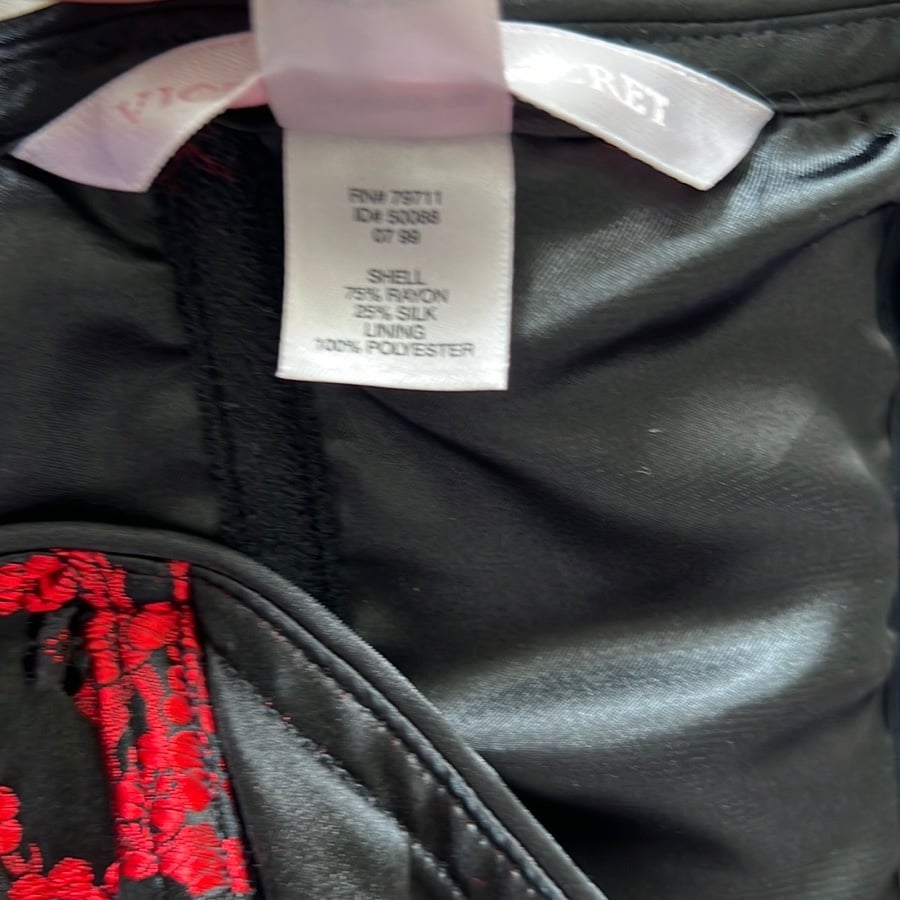 CRET
RN# 79711
ID# 50088
07 99
SHELL
75% RAYON
25% SILK
LINING
100% POLYESTER